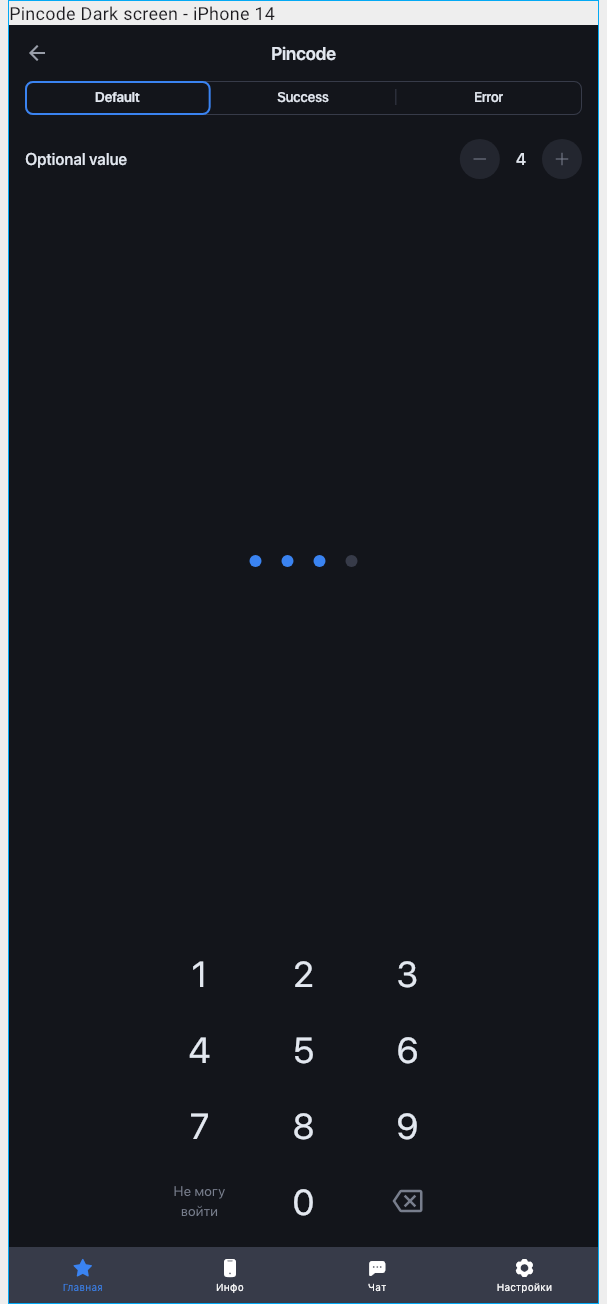 Pincode Dark screen - iPhone 14
Pincode
Default Success Error
Optional value 4
1 2 3
4 5 6
7 8 9
Не могу
войти
0
Главная Инфо Чат Настройки